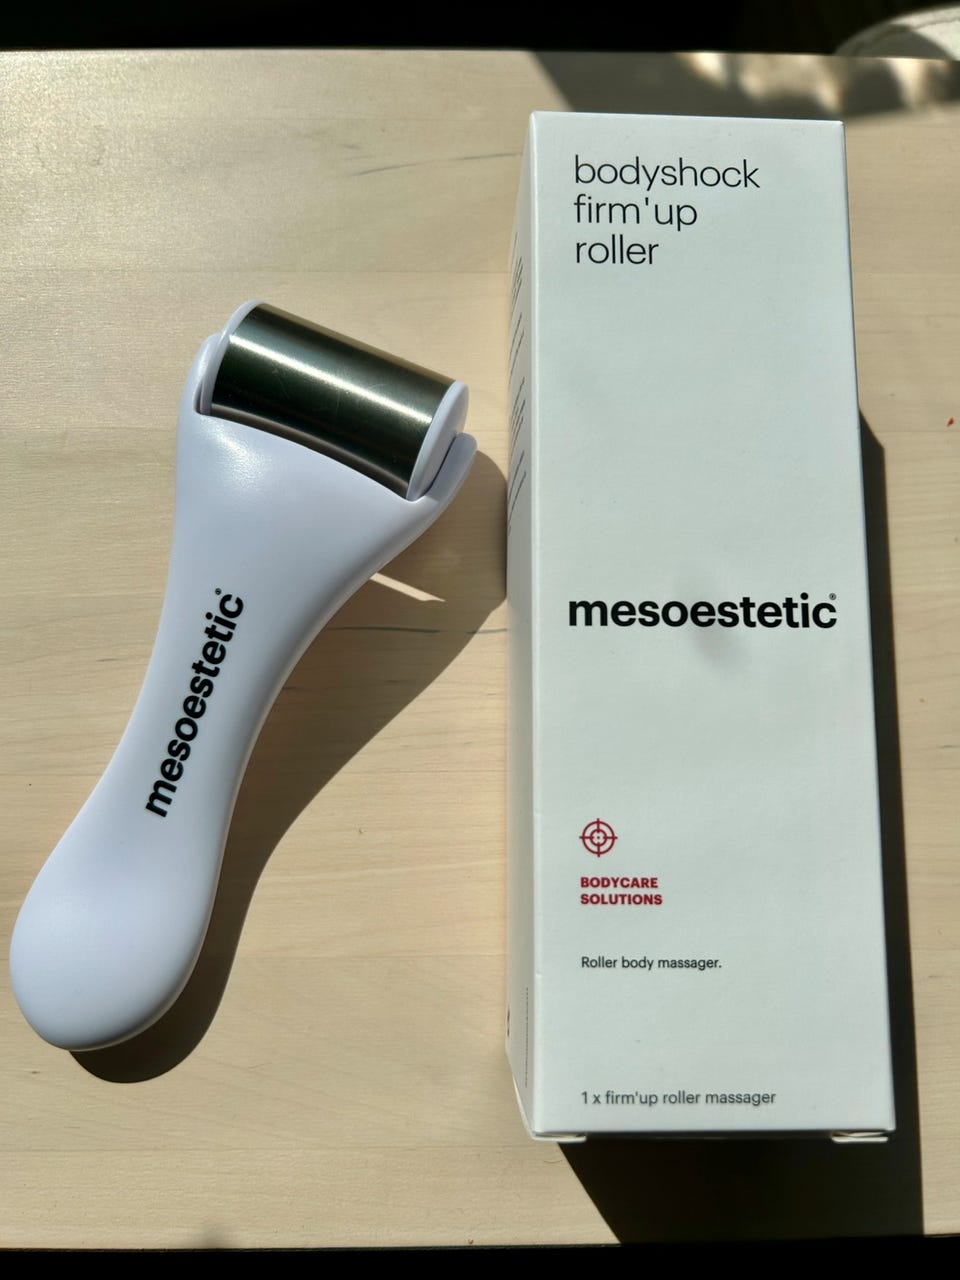 bodyshock
firm'up
roller
mesoestetic®
mesoestetic®
BODYCARE
SOLUTIONS
Roller body massager.
1 x firm'up roller massager